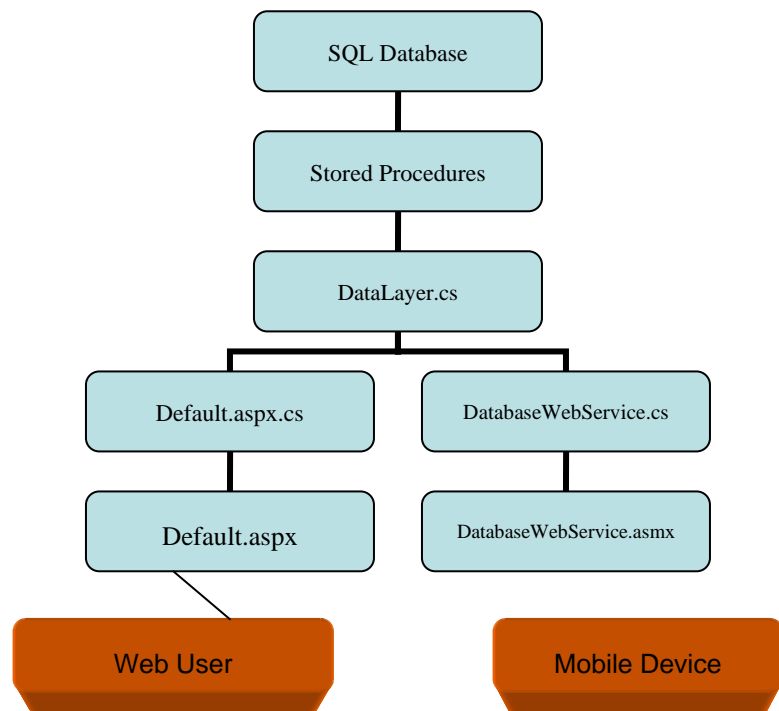 SQL Database
Stored Procedures
DataLayer.cs
Default.aspx.cs
DatabaseWebService.cs
Default.aspx
DatabaseWebService.asmx
Web User
Mobile Device